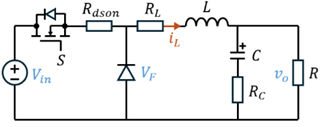 R_dson R_L L
i_L
S C
V_in V_F v_o R
R_C